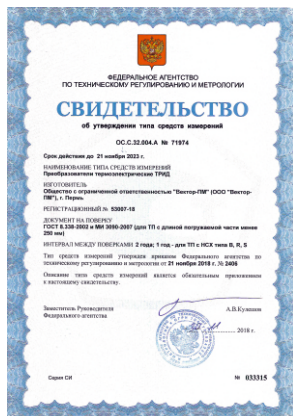 ФЕДЕРАЛЬНОЕ АГЕНТСТВО
ПО ТЕХНИЧЕСКОМУ РЕГУЛИРОВАНИЮ И МЕТРОЛОГИИ
СВИДЕТЕЛЬСТВО
об утверждении типа средств измерений
ОС.С.32.004.А № 71974
Срок действия до 21 ноября 2023 г.
НАИМЕНОВАНИЕ ТИПА СРЕДСТВ ИЗМЕРЕНИЙ
Преобразователи термоэлектрические ТРИД
ИЗГОТОВИТЕЛЬ
Общество с ограниченной ответственностью "Вектор-ПМ" (ООО "Вектор-
ПМ"), г. Пермь
РЕГИСТРАЦИОННЫЙ № 53007-18
ДОКУМЕНТ НА ПОВЕРКУ
ГОСТ 8.338-2002 и МИ 3090-2007 (для ТП с длиной погружаемой части менее
250 мм)
ИНТЕРВАЛ МЕЖДУ ПОВЕРКАМИ 2 года; 1 год - для ТП с НСХ типа B, R, S
Тип средств измерений утвержден приказом Федерального агентства по
техническому регулированию и метрологии от 21 ноября 2018 г. № 2406
Описание типа средств измерений является обязательным приложением
к настоящему свидетельству.
Заместитель Руководителя
Федерального агентства
А.В.Кулешов
2018 г.
Серия СИ
№ 033315